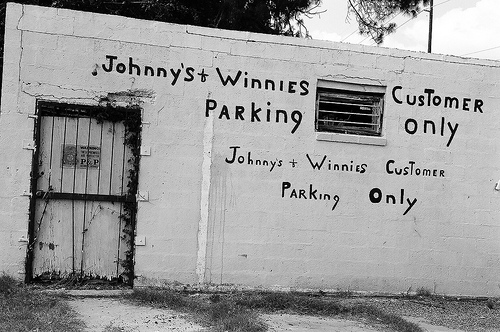 Johnny's + Winnies Customer
Parking only
Johnny's + Winnies Customer
Parking Only
P&P